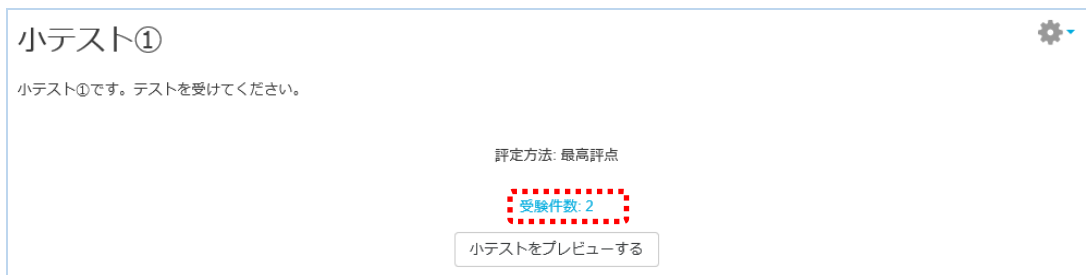 小テスト①
小テスト①です。テストを受けてください。
評定方法: 最高評点
受験件数: 2
小テストをプレビューする